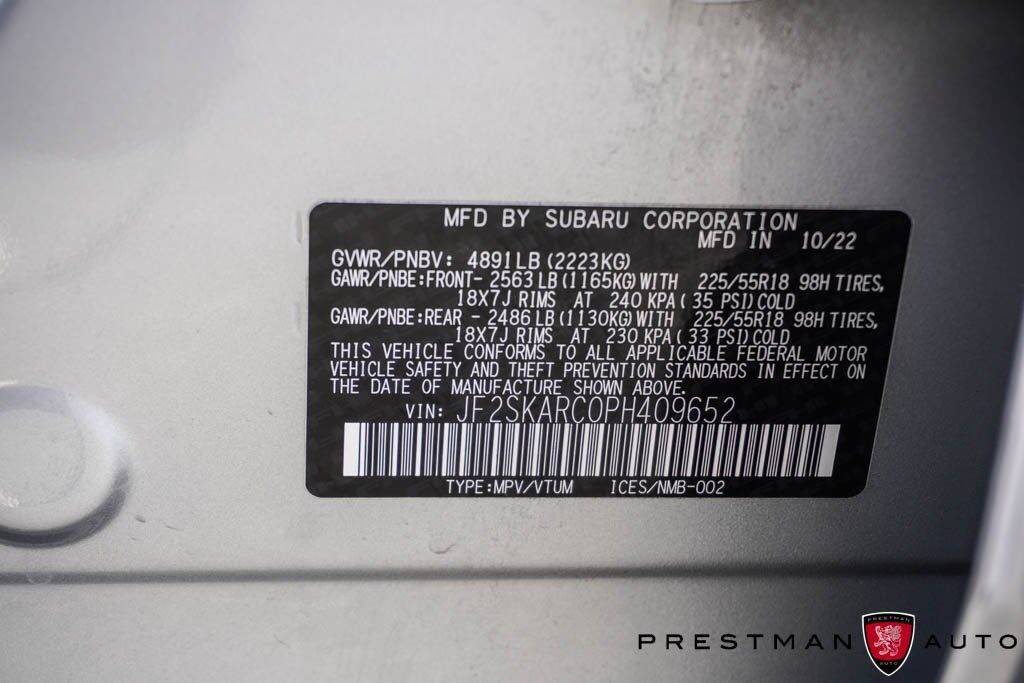 MFD BY SUBARU CORPORATION
MFD IN 10/22
GVWR/PNBV: 4891LB (2223KG)
GAWR/PNBE:FRONT- 2563LB (1165KG)WITH 225/55R18 98H TIRES,
18X7J RIMS AT 240 KPA( 35 PSI)COLD
GAWR/PNBE:REAR - 2486LB (1130KG)WITH 225/55R18 98H TIRES,
18X7J RIMS AT 230 KPA( 33 PSI)COLD
THIS VEHICLE CONFORMS TO ALL APPLICABLE FEDERAL MOTOR
VEHICLE SAFETY AND THEFT PREVENTION STANDARDS IN EFFECT ON
THE DATE OF MANUFACTURE SHOWN ABOVE.
VIN: JF2SKARC0PH409652
TYPE:MPV/VTUM ICES/NMB-002
PRESTMAN AUTO